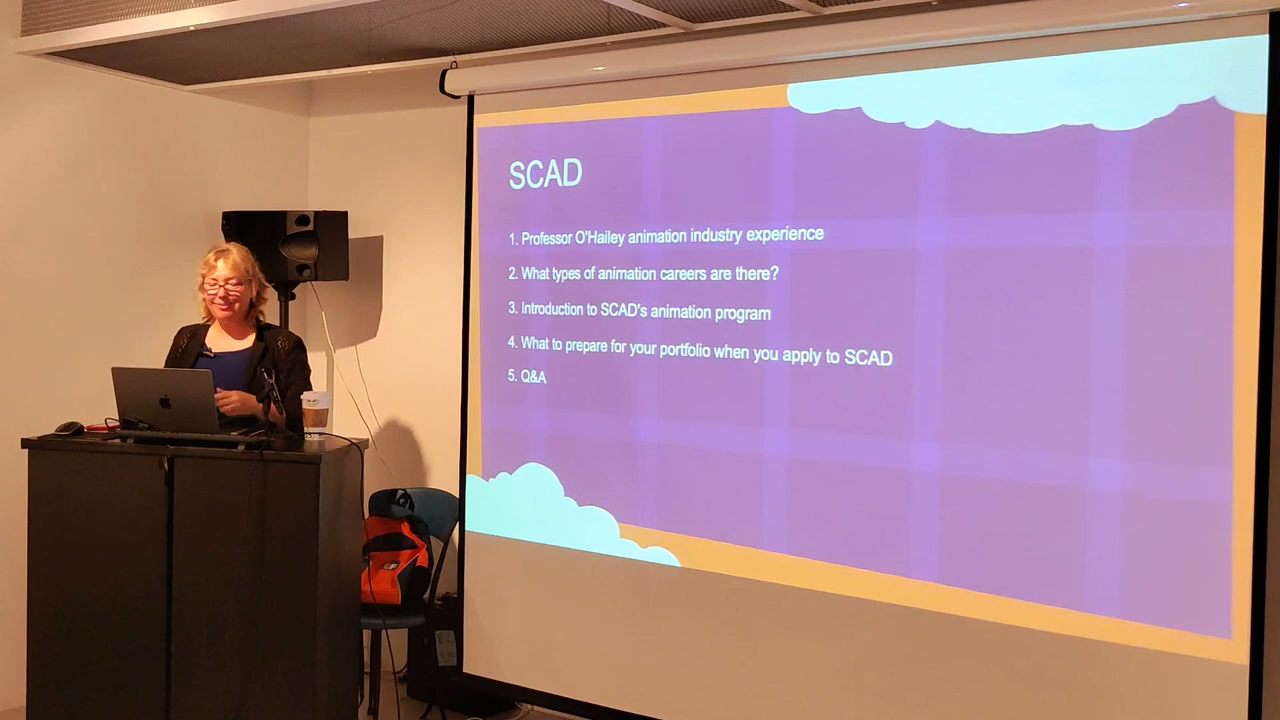 SCAD
1. Professor O'Hailey animation industry experience
2. What types of animation careers are there?
3. Introduction to SCAD's animation program
4. What to prepare for your portfolio when you apply to SCAD
5. Q&A